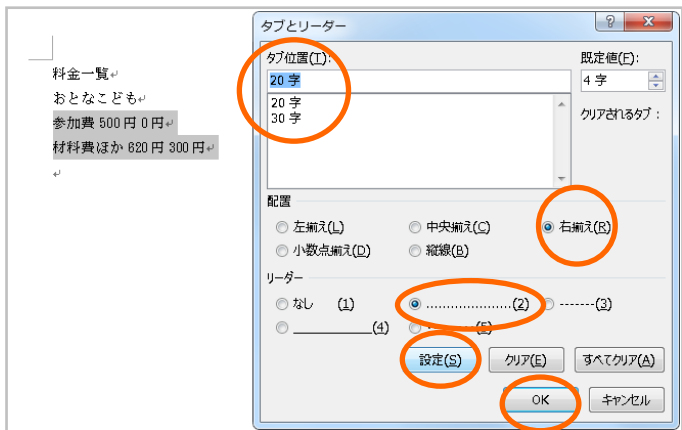 料金一覧↵
おとなこども↵
参加費 500 円 0 円↵
材料費ほか 620 円 300 円↵
↵
タブとリーダー
タブ位置(T):
既定値(F):
20 字
4 字
20 字
30 字
クリアされるタブ：
配置
左揃え(L)
中央揃え(C)
右揃え(R)
小数点揃え(D)
縦線(B)
リーダー
なし (1)
.....................(2)
-------(3)
__________(4)
(5)
設定(S)
クリア(E)
すべてクリア(A)
OK
キャンセル